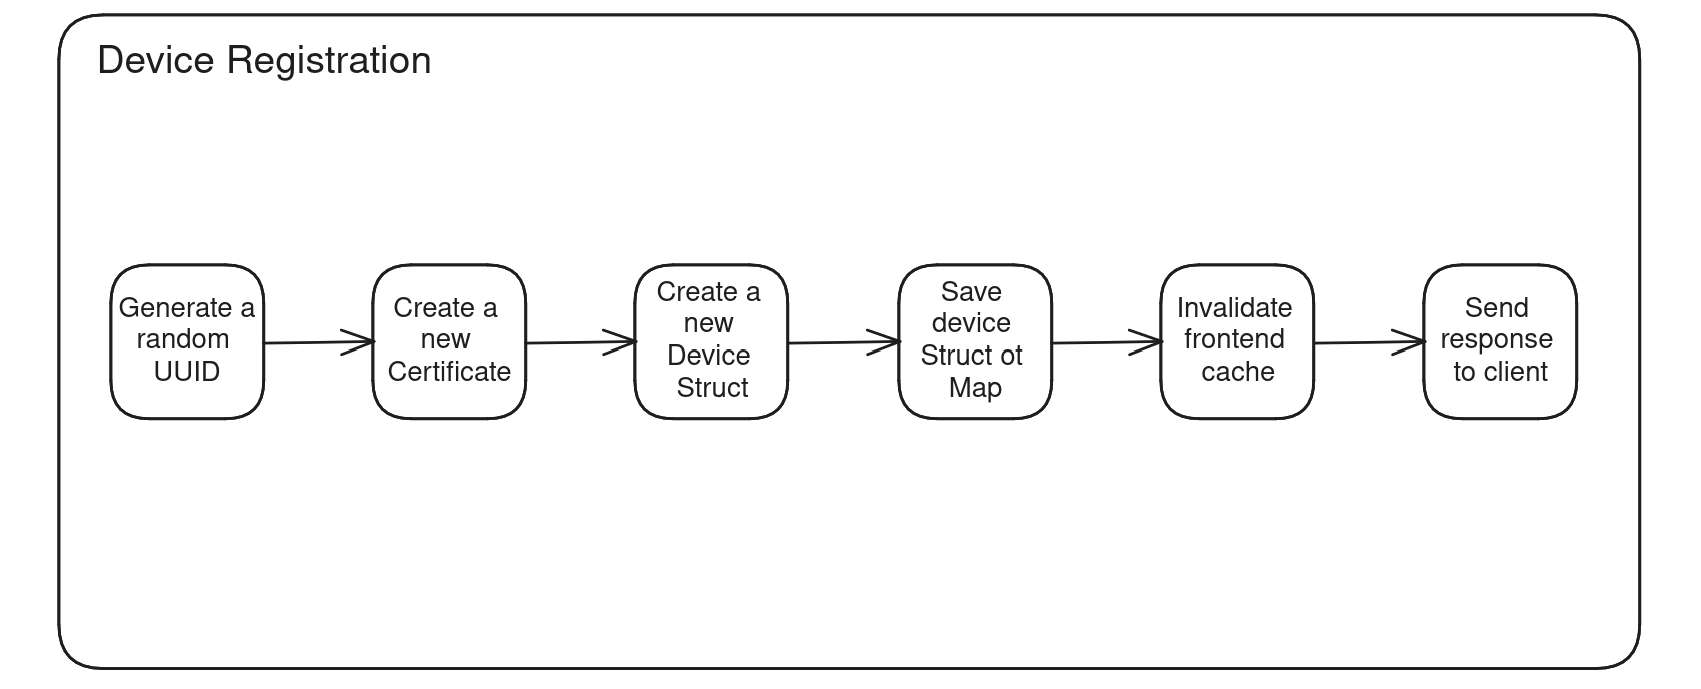 Device Registration
Generate a
random
UUID
Create a
new
Certificate
Create a
new
Device
Struct
Save
device
Struct ot
Map
Invalidate
frontend
cache
Send
response
to client